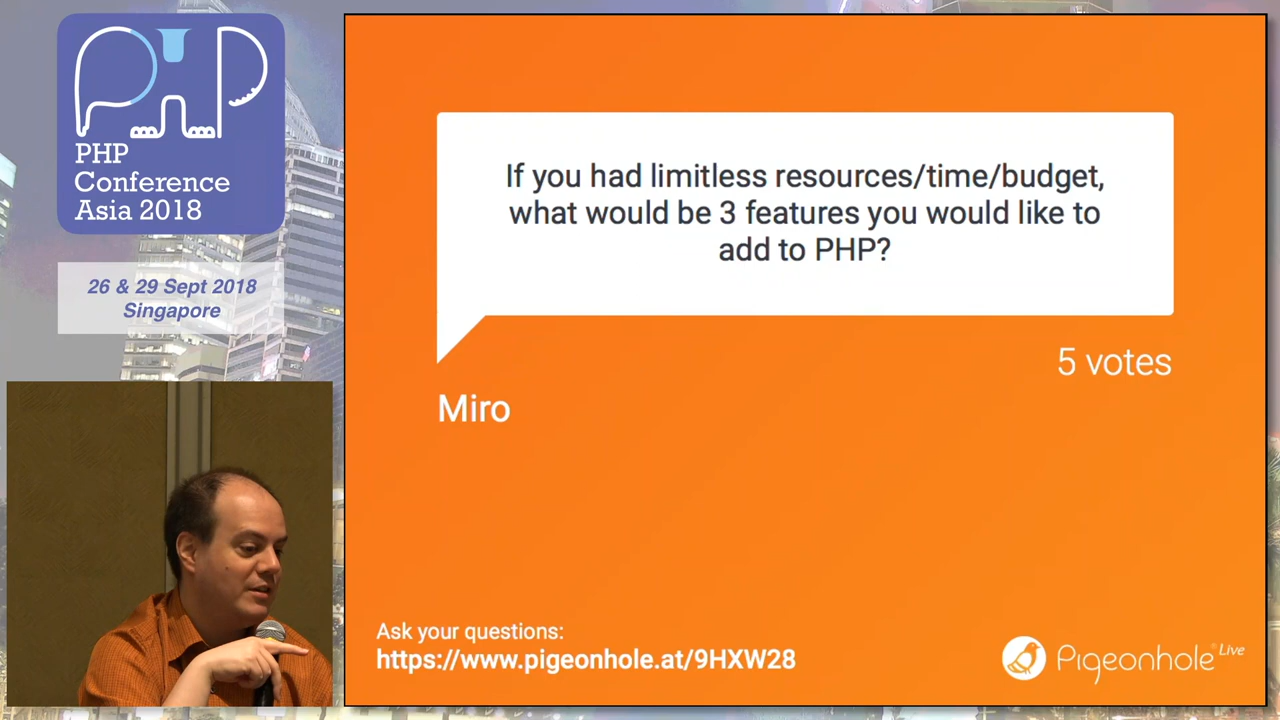 PHP
PHP
Conference
Asia 2018
26 & 29 Sept 2018
Singapore
If you had limitless resources/time/budget,
what would be 3 features you would like to
add to PHP?
5 votes
Miro
Ask your questions:
https://www.pigeonhole.at/9HXW28
Pigeonhole Live